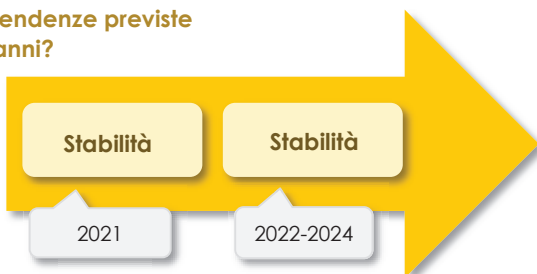 endenze previste
anni?
Stabilità
Stabilità
2021
2022-2024